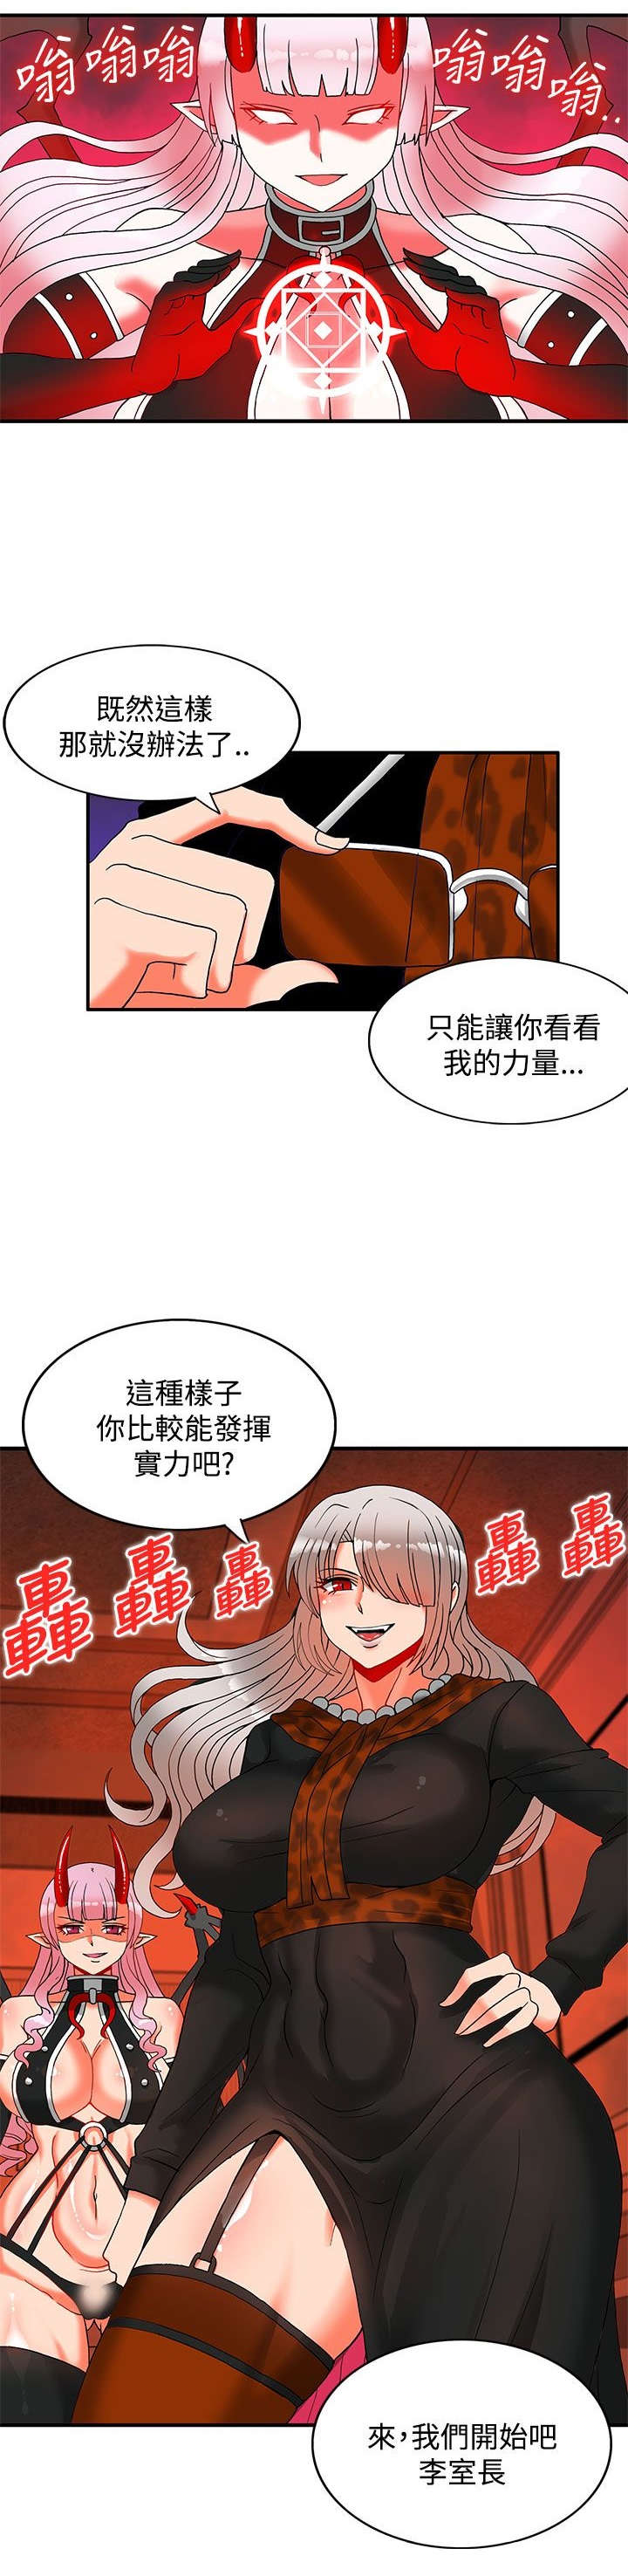 嗡嗡嗡 嗡嗡嗡..
既然這樣
那就沒辦法了..
只能讓你看看
我的力量...
這種樣子
你比較能發揮
實力吧?
轟轟轟 轟轟
來,我們開始吧
李室長